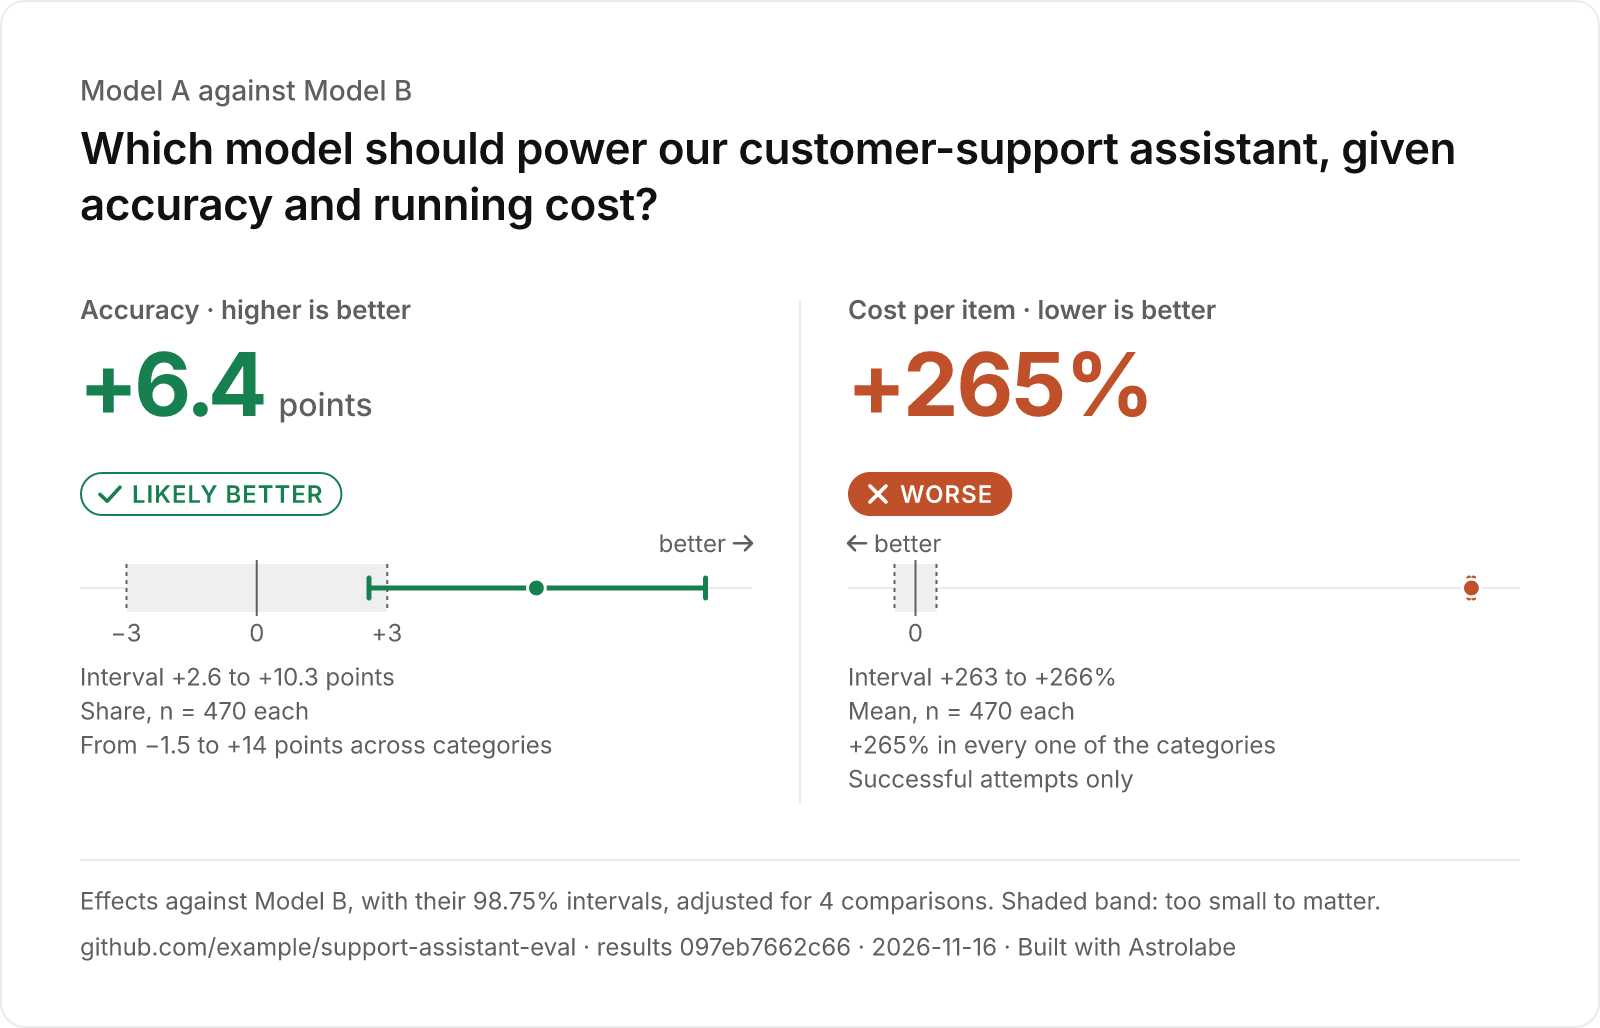 Model A against Model B
Which model should power our customer-support assistant, given
accuracy and running cost?
Accuracy · higher is better
+6.4 points
✓ LIKELY BETTER
better →
−3
0
+3
Interval +2.6 to +10.3 points
Share, n = 470 each
From −1.5 to +14 points across categories
Cost per item · lower is better
+265%
✕ WORSE
← better
0
Interval +263 to +266%
Mean, n = 470 each
+265% in every one of the categories
Successful attempts only
Effects against Model B, with their 98.75% intervals, adjusted for 4 comparisons. Shaded band: too small to matter.
github.com/example/support-assistant-eval · results 097eb7662c66 · 2026-11-16 · Built with Astrolabe